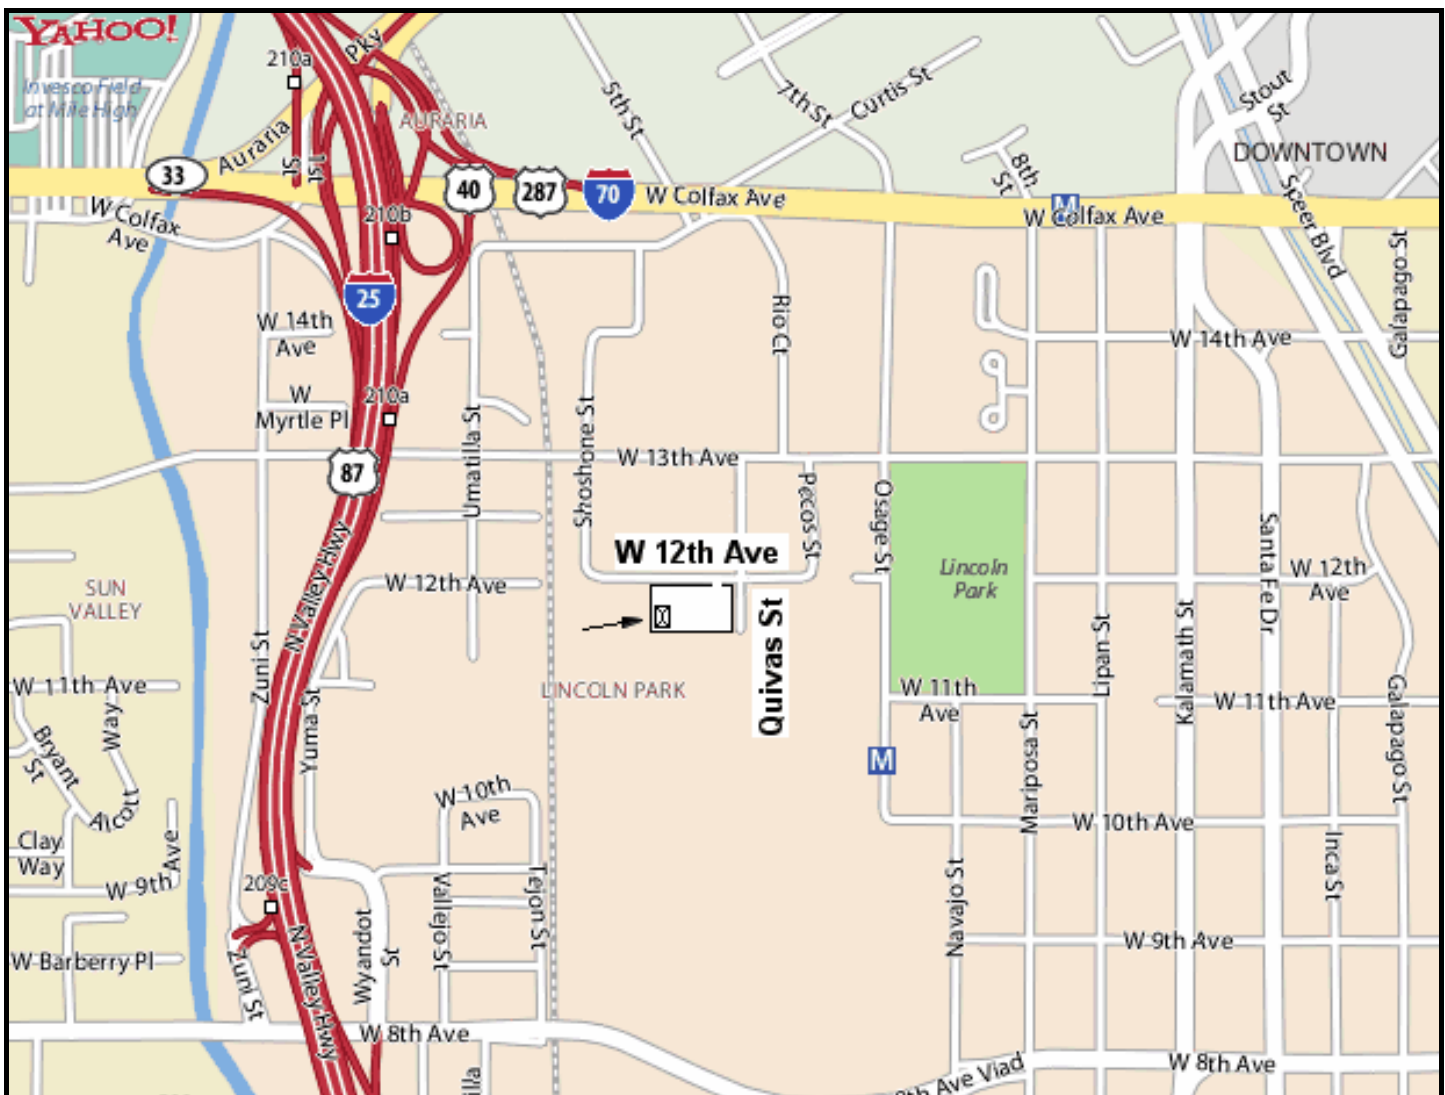 YAHOO!
210a
Pky
Invesco Field
at Mile High
5th St
7th St
Curtis St
Stout
St
AURARIA
Auraria
St
1st
DOWNTOWN
8th
St
33
40
287
70
W Colfax Ave
M
W Colfax Ave
Speer Blvd
W Colfax
Ave
210b
Galapago St
25
W 14th
Ave
Rio Ct
W 14th Ave
W
Myrtle Pl
210a
Umatilla St
Shoshone St
W 13th Ave
87
Pecos St
Osage St
N Valley Hwy
W 12th Ave
Lincoln
Park
Santa Fe Dr
W 12th
Ave
SUN
VALLEY
W 12th Ave
Quivas St
Zuni St
Lipan St
Kalamath St
W 11th Ave
Yuma St
LINCOLN PARK
W 11th
Ave
W 11th Ave
Galapago St
Bryant
St
Way
Alcott
M
Mariposa St
W 10th
Ave
W 10th Ave
Clay
Way
W 9th
Ave
209c
Vallejo St
Tejon St
Navajo St
Inca St
Wyandot
St
W 9th Ave
W Barberry Pl
Zuni St
N Valley Hwy
W 8th Ave
W 8th Ave
illa
8th Ave Viad